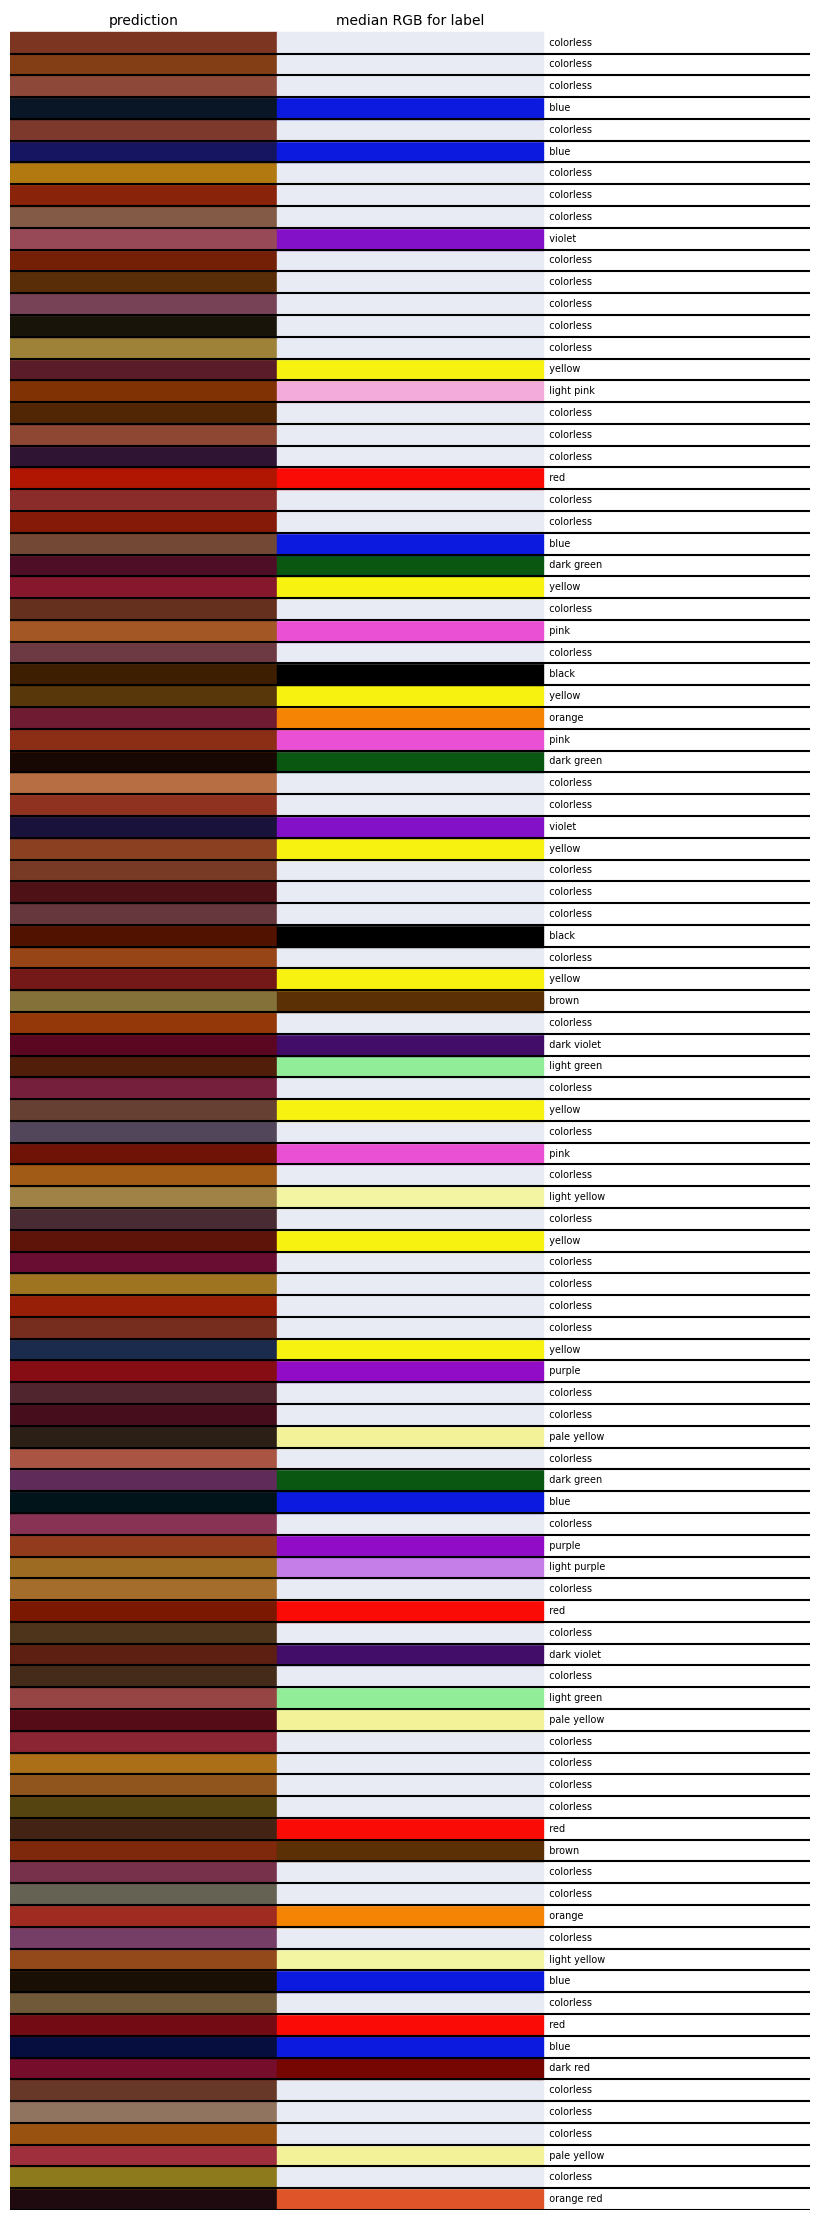 prediction median RGB for label
colorless
colorless
colorless
blue
colorless
blue
colorless
colorless
colorless
violet
colorless
colorless
colorless
colorless
colorless
yellow
light pink
colorless
colorless
colorless
red
colorless
colorless
blue
dark green
yellow
colorless
pink
colorless
black
yellow
orange
pink
dark green
colorless
colorless
violet
yellow
colorless
colorless
colorless
black
colorless
yellow
brown
colorless
dark violet
light green
colorless
yellow
colorless
pink
colorless
light yellow
colorless
yellow
colorless
colorless
colorless
colorless
yellow
purple
colorless
colorless
pale yellow
colorless
dark green
blue
colorless
purple
light purple
colorless
red
colorless
dark violet
colorless
light green
pale yellow
colorless
colorless
colorless
colorless
red
brown
colorless
colorless
orange
colorless
light yellow
blue
colorless
red
blue
dark red
colorless
colorless
colorless
pale yellow
colorless
orange red